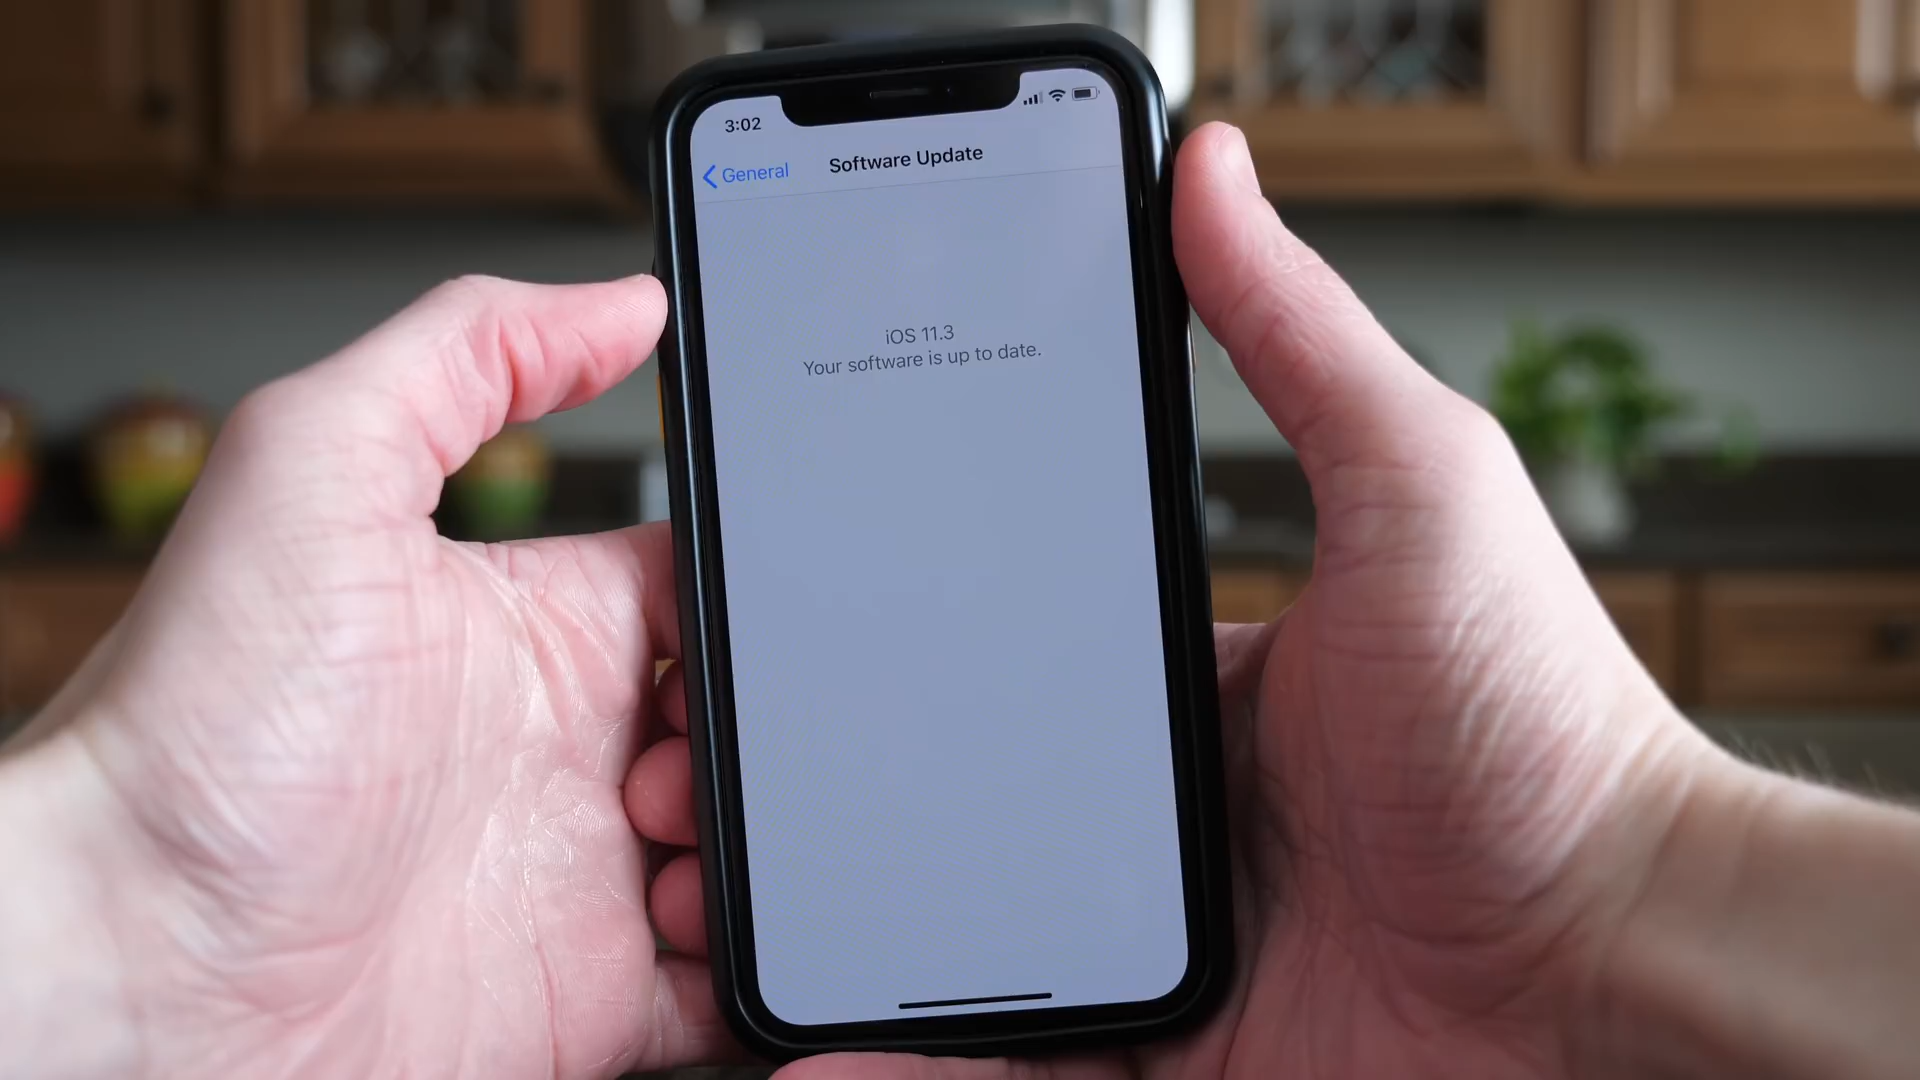 3:02
General
Software Update
iOS 11.3
Your software is up to date.